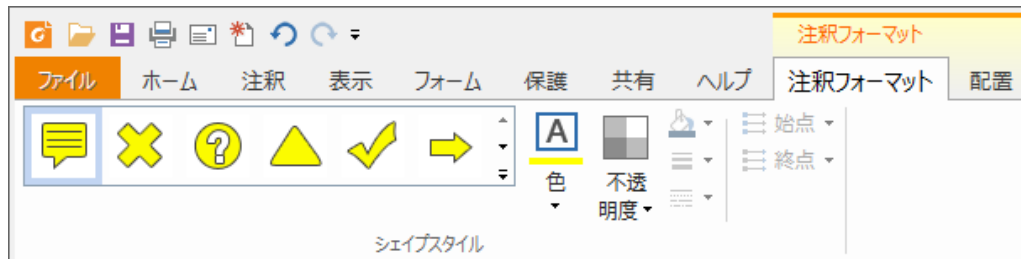 注釈フォーマット
ファイル ホーム 注釈 表示 フォーム 保護 共有 ヘルプ 注釈フォーマット 配置
A
色
不透
明度
始点
終点
シェイプスタイル